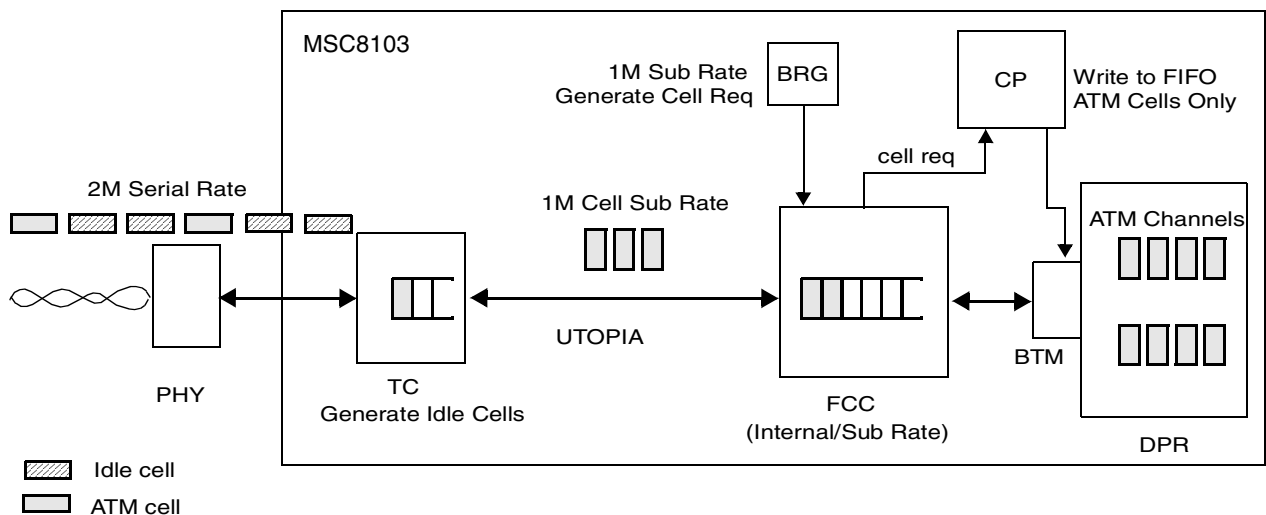 MSC8103
1M Sub Rate
Generate Cell Req
BRG
CP
Write to FIFO
ATM Cells Only
cell req
2M Serial Rate
1M Cell Sub Rate
ATM Channels
UTOPIA
BTM
PHY
TC
Generate Idle Cells
FCC
(Internal/Sub Rate)
DPR
Idle cell
ATM cell